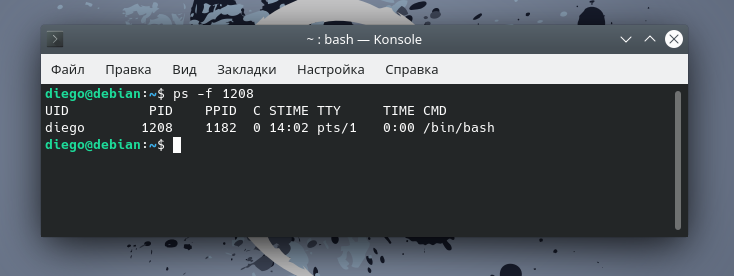 ~ : bash — Konsole
Файл Правка Вид Закладки Настройка Справка
diego@debian:~$ ps -f 1208
UID          PID    PPID  C STIME TTY      TIME CMD
diego       1208    1182  0 14:02 pts/1    0:00 /bin/bash
diego@debian:~$